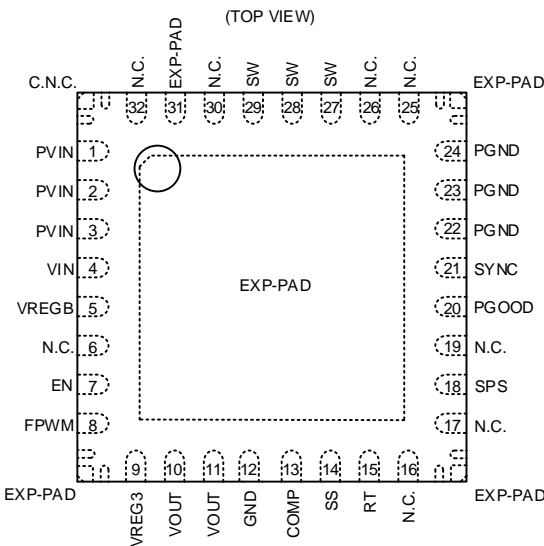 (TOP VIEW)
N.C. EXP-PAD N.C. SW SW SW N.C. N.C.
C.N.C. EXP-PAD
32 31 30 29 28 27 26 25
PVIN 1 24 PGND
PVIN 2 23 PGND
PVIN 3 22 PGND
VIN 4 21 SYNC
EXP-PAD
VREGB 5 20 PGOOD
N.C. 6 19 N.C.
EN 7 18 SPS
FPWM 8 17 N.C.
9 10 11 12 13 14 15 16
EXP-PAD EXP-PAD
VREG3 VOUT VOUT GND COMP SS RT N.C.